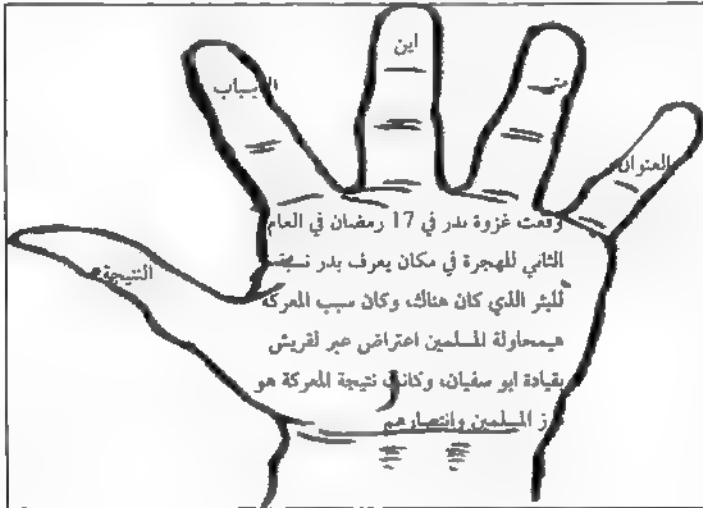 اين
متى
الاسباب
العنوان
النتيجة
وقعت غزوة بدر في 17 رمضان في العام
الثاني للهجرة في مكان يعرف بدر نسبة
للبئر الذي كان هناك، وكان سبب المعركة
هيمحاولة المسلمين اعتراض عير لقريش
بقيادة ابو سفيان، وكانت نتيجة المعركة هو
المسلمين وانتصارهم